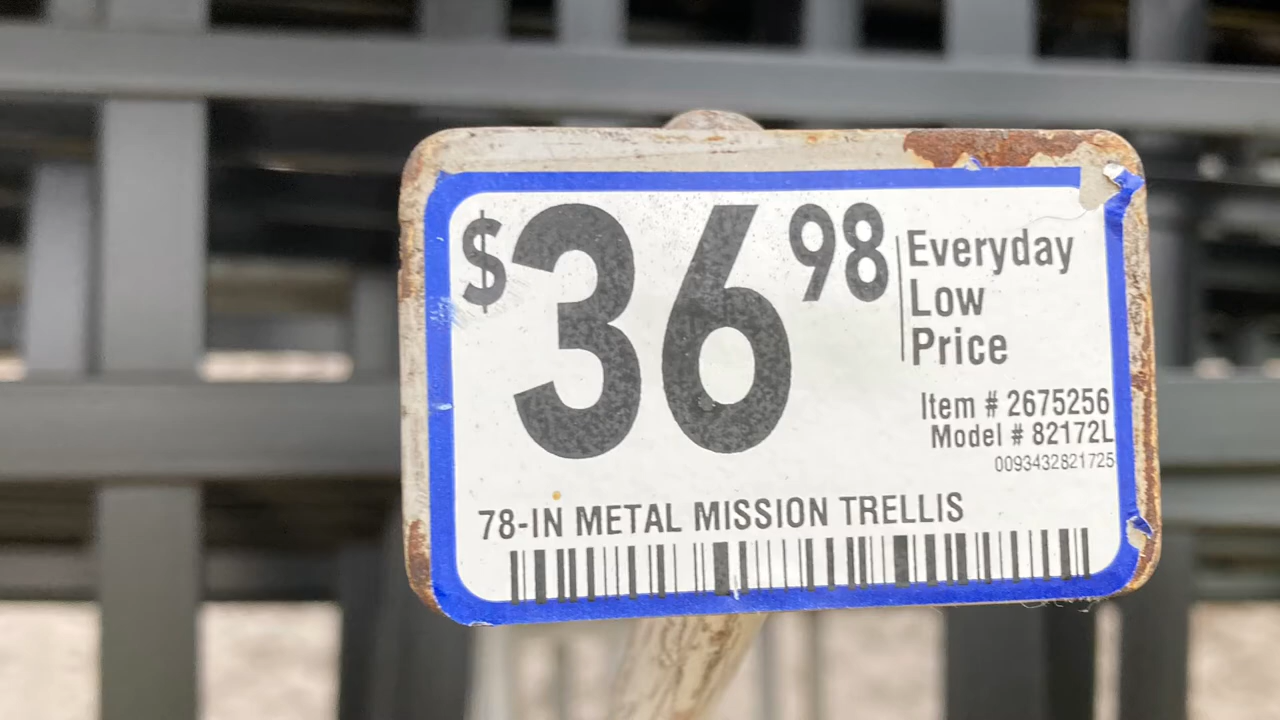 $36 98
Everyday
Low
Price
Item # 2675256
Model # 82172L
0093432821725
78-IN METAL MISSION TRELLIS